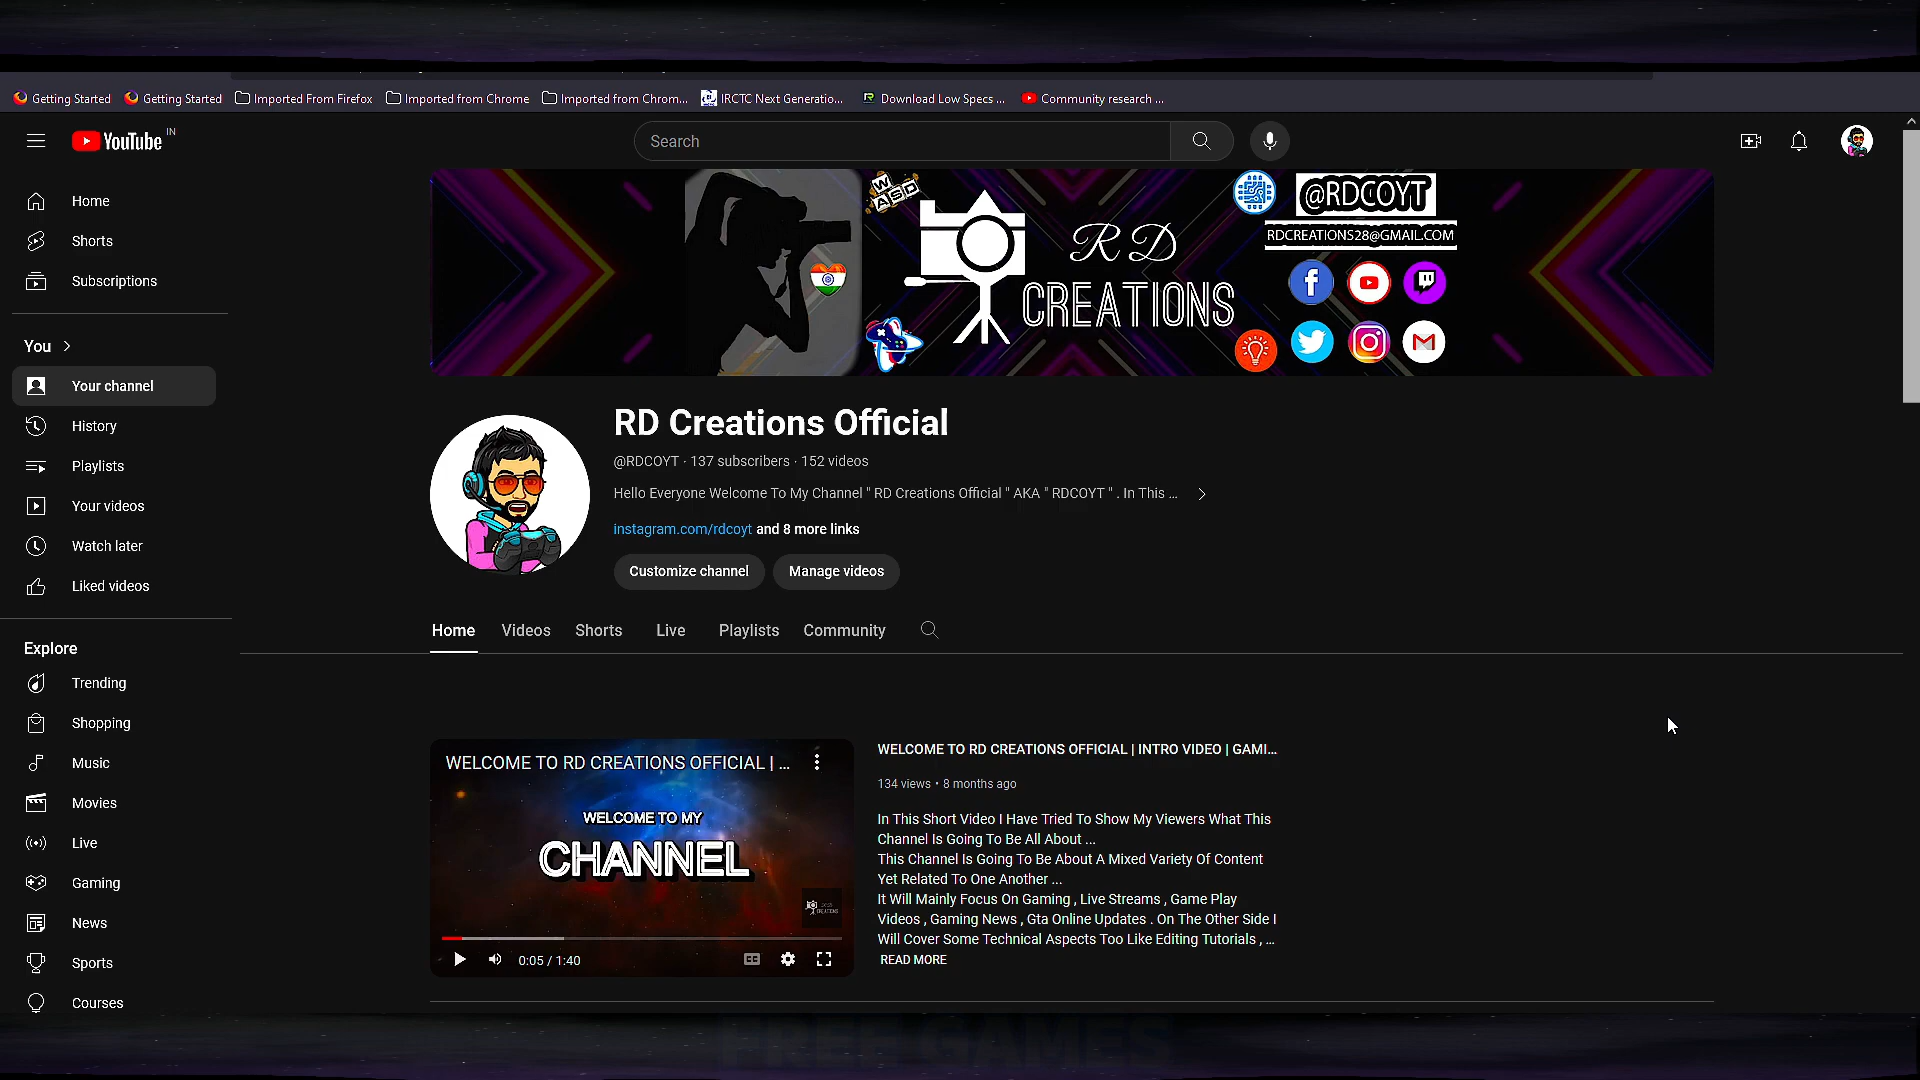 Getting Started
Getting Started
Imported From Firefox
Imported from Chrome
Imported from Chrom...
IRCTC Next Generatio...
Download Low Specs ...
Community research ...
YouTube IN
Search
Home
Shorts
Subscriptions
You
Your channel
History
Playlists
Your videos
Watch later
Liked videos
Explore
Trending
Shopping
Music
Movies
Live
Gaming
News
Sports
Courses
W
ASD
RD
CREATIONS
@RDCOYT
RDCREATIONS28@GMAIL.COM
RD Creations Official
@RDCOYT · 137 subscribers · 152 videos
Hello Everyone Welcome To My Channel " RD Creations Official " AKA " RDCOYT " . In This ...
instagram.com/rdcoyt and 8 more links
Customize channel
Manage videos
Home
Videos
Shorts
Live
Playlists
Community
WELCOME TO RD CREATIONS OFFICIAL | ...
WELCOME TO MY
CHANNEL
0:05 / 1:40
CC
WELCOME TO RD CREATIONS OFFICIAL | INTRO VIDEO | GAMI...
134 views • 8 months ago
In This Short Video I Have Tried To Show My Viewers What This
Channel Is Going To Be All About ...
This Channel Is Going To Be About A Mixed Variety Of Content
Yet Related To One Another ...
It Will Mainly Focus On Gaming , Live Streams , Game Play
Videos , Gaming News , Gta Online Updates . On The Other Side I
Will Cover Some Technical Aspects Too Like Editing Tutorials , ...
READ MORE
FREE GAMES